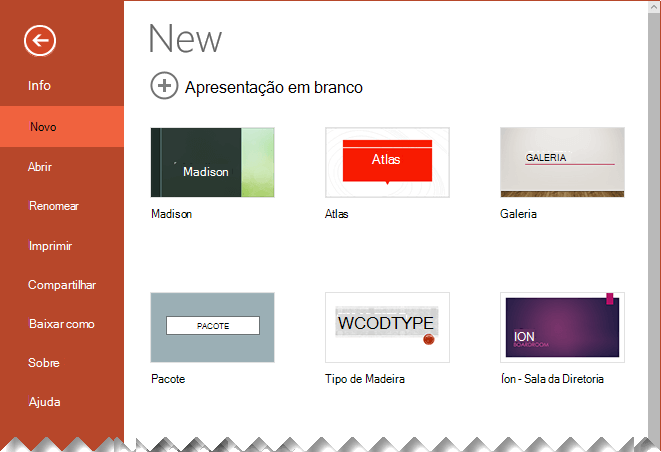 New
Info
Apresentação em branco
Novo
Abrir
Renomear
Imprimir
Compartilhar
Baixar como
Sobre
Ajuda
Madison
Atlas
GALERIA
Madison
Atlas
Galeria
PACOTE
WCODTYPE
ION
BOARDROOM
Pacote
Tipo de Madeira
Íon - Sala da Diretoria